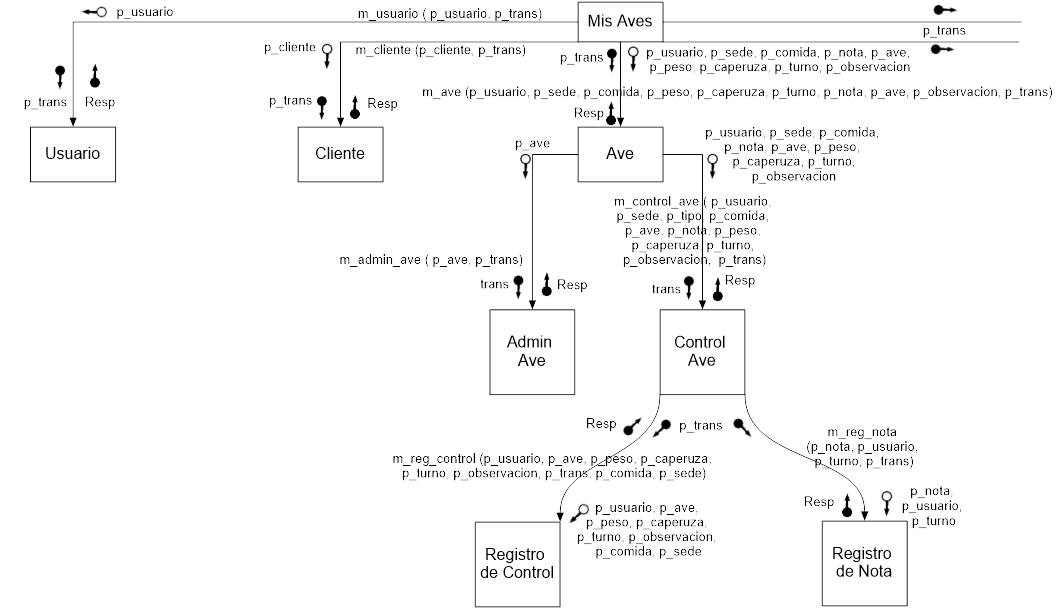 p_usuario
m_usuario ( p_usuario, p_trans)
Mis Aves
p_trans
p_cliente
m_cliente (p_cliente, p_trans)
p_trans
p_usuario, p_sede, p_comida, p_nota, p_ave,
p_peso, p_caperuza, p_turno, p_observacion
p_trans
Resp
p_trans
Resp
m_ave (p_usuario, p_sede, p_comida, p_peso, p_caperuza, p_turno, p_nota, p_ave, p_observacion, p_trans)
Resp
Usuario
Cliente
Ave
p_ave
p_usuario, p_sede, p_comida,
p_nota, p_ave, p_peso,
p_caperuza, p_turno,
p_observacion
m_control_ave ( p_usuario,
p_sede, p_tipo, p_comida,
p_ave, p_nota, p_peso,
p_caperuza, p_turno,
p_observacion, p_trans)
m_admin_ave ( p_ave, p_trans)
trans
Resp
trans
Resp
Admin
Ave
Control
Ave
Resp
p_trans
m_reg_control (p_usuario, p_ave, p_peso, p_caperuza,
p_turno, p_observacion, p_trans, p_comida, p_sede)
m_reg_nota
(p_nota, p_usuario,
p_turno, p_trans)
p_usuario, p_ave,
p_peso, p_caperuza,
p_turno, p_observacion,
p_comida, p_sede
Resp
p_nota,
p_usuario,
p_turno
Registro
de Control
Registro
de Nota